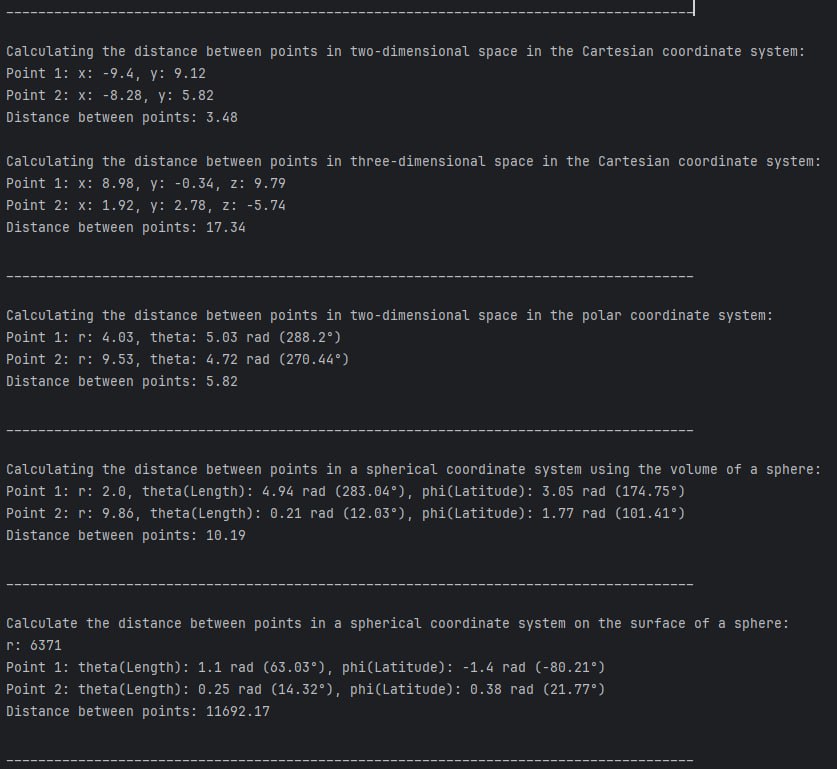 --------------------------------------------------------------------------------------
Calculating the distance between points in two-dimensional space in the Cartesian coordinate system:
Point 1: x: -9.4, y: 9.12
Point 2: x: -8.28, y: 5.82
Distance between points: 3.48
Calculating the distance between points in three-dimensional space in the Cartesian coordinate system:
Point 1: x: 8.98, y: -0.34, z: 9.79
Point 2: x: 1.92, y: 2.78, z: -5.74
Distance between points: 17.34
--------------------------------------------------------------------------------------
Calculating the distance between points in two-dimensional space in the polar coordinate system:
Point 1: r: 4.03, theta: 5.03 rad (288.2°)
Point 2: r: 9.53, theta: 4.72 rad (270.44°)
Distance between points: 5.82
--------------------------------------------------------------------------------------
Calculating the distance between points in a spherical coordinate system using the volume of a sphere:
Point 1: r: 2.0, theta(Length): 4.94 rad (283.04°), phi(Latitude): 3.05 rad (174.75°)
Point 2: r: 9.86, theta(Length): 0.21 rad (12.03°), phi(Latitude): 1.77 rad (101.41°)
Distance between points: 10.19
--------------------------------------------------------------------------------------
Calculate the distance between points in a spherical coordinate system on the surface of a sphere:
r: 6371
Point 1: theta(Length): 1.1 rad (63.03°), phi(Latitude): -1.4 rad (-80.21°)
Point 2: theta(Length): 0.25 rad (14.32°), phi(Latitude): 0.38 rad (21.77°)
Distance between points: 11692.17
--------------------------------------------------------------------------------------